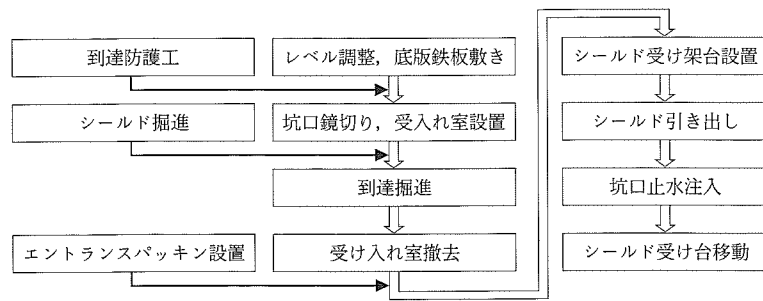 到達防護工
レベル調整，底版鉄板敷き
シールド受け架台設置
シールド掘進
坑口鏡切り，受入れ室設置
シールド引き出し
到達掘進
坑口止水注入
エントランスパッキン設置
受け入れ室撤去
シールド受け台移動